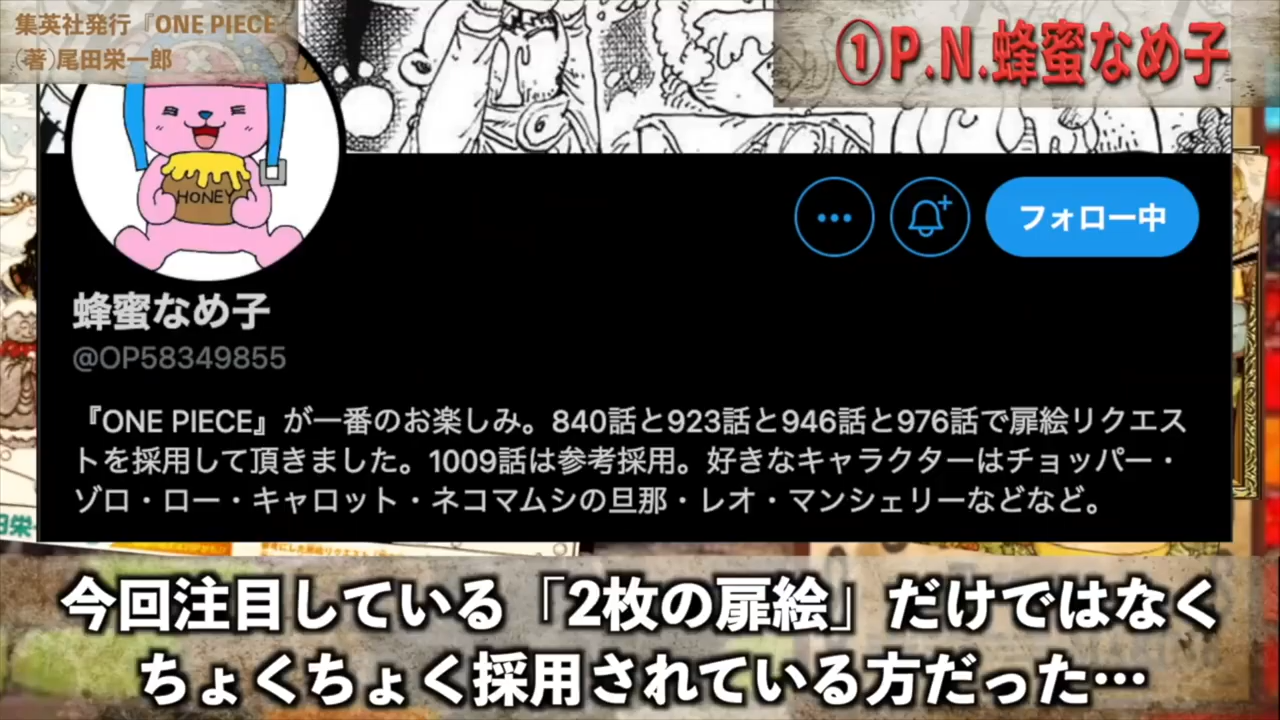 集英社発行『ONE PIECE』
(著)尾田栄一郎
①P.N.蜂蜜なめ子
HONEY
フォロー中
蜂蜜なめ子
@OP58349855
『ONE PIECE』が一番のお楽しみ。840話と923話と946話と976話で扉絵リクエス
トを採用して頂きました。1009話は参考採用。好きなキャラクターはチョッパー・
ゾロ・ロー・キャロット・ネコマムシの旦那・レオ・マンシェリーなどなど。
今回注目している「2枚の扉絵」だけではなく
ちょくちょく採用されている方だった…